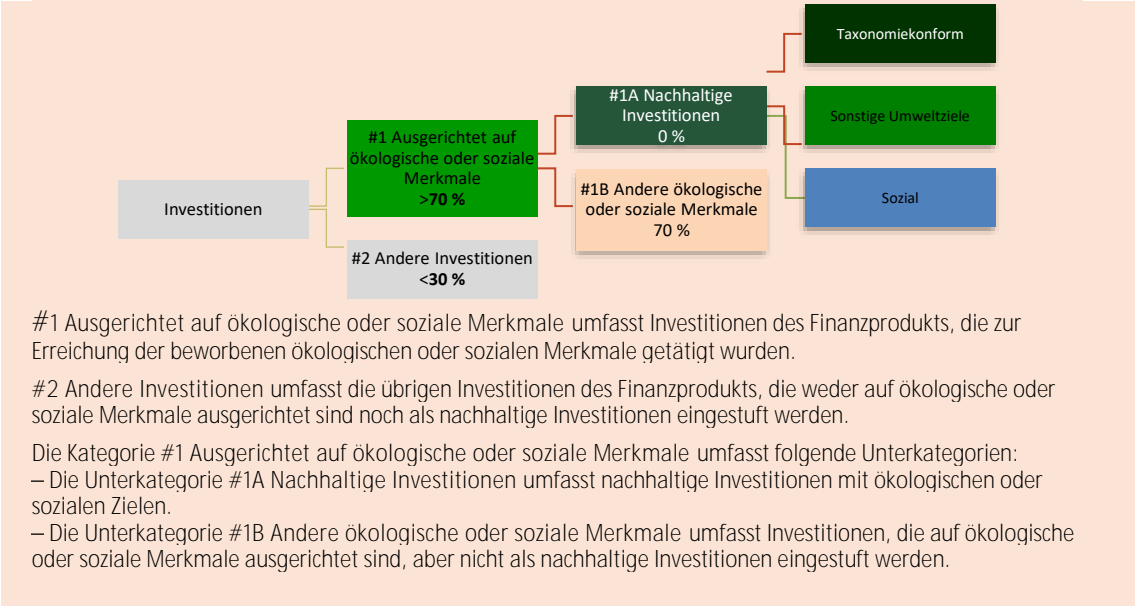 Taxonomiekonform
#1A Nachhaltige
Investitionen
0 %
Sonstige Umweltziele
#1 Ausgerichtet auf
ökologische oder soziale
Merkmale
>70 %
#1B Andere ökologische
oder soziale Merkmale
70 %
Sozial
Investitionen
#2 Andere Investitionen
<30 %
#1 Ausgerichtet auf ökologische oder soziale Merkmale umfasst Investitionen des Finanzprodukts, die zur
Erreichung der beworbenen ökologischen oder sozialen Merkmale getätigt wurden.
#2 Andere Investitionen umfasst die übrigen Investitionen des Finanzprodukts, die weder auf ökologische oder
soziale Merkmale ausgerichtet sind noch als nachhaltige Investitionen eingestuft werden.
Die Kategorie #1 Ausgerichtet auf ökologische oder soziale Merkmale umfasst folgende Unterkategorien:
– Die Unterkategorie #1A Nachhaltige Investitionen umfasst nachhaltige Investitionen mit ökologischen oder
sozialen Zielen.
– Die Unterkategorie #1B Andere ökologische oder soziale Merkmale umfasst Investitionen, die auf ökologische
oder soziale Merkmale ausgerichtet sind, aber nicht als nachhaltige Investitionen eingestuft werden.